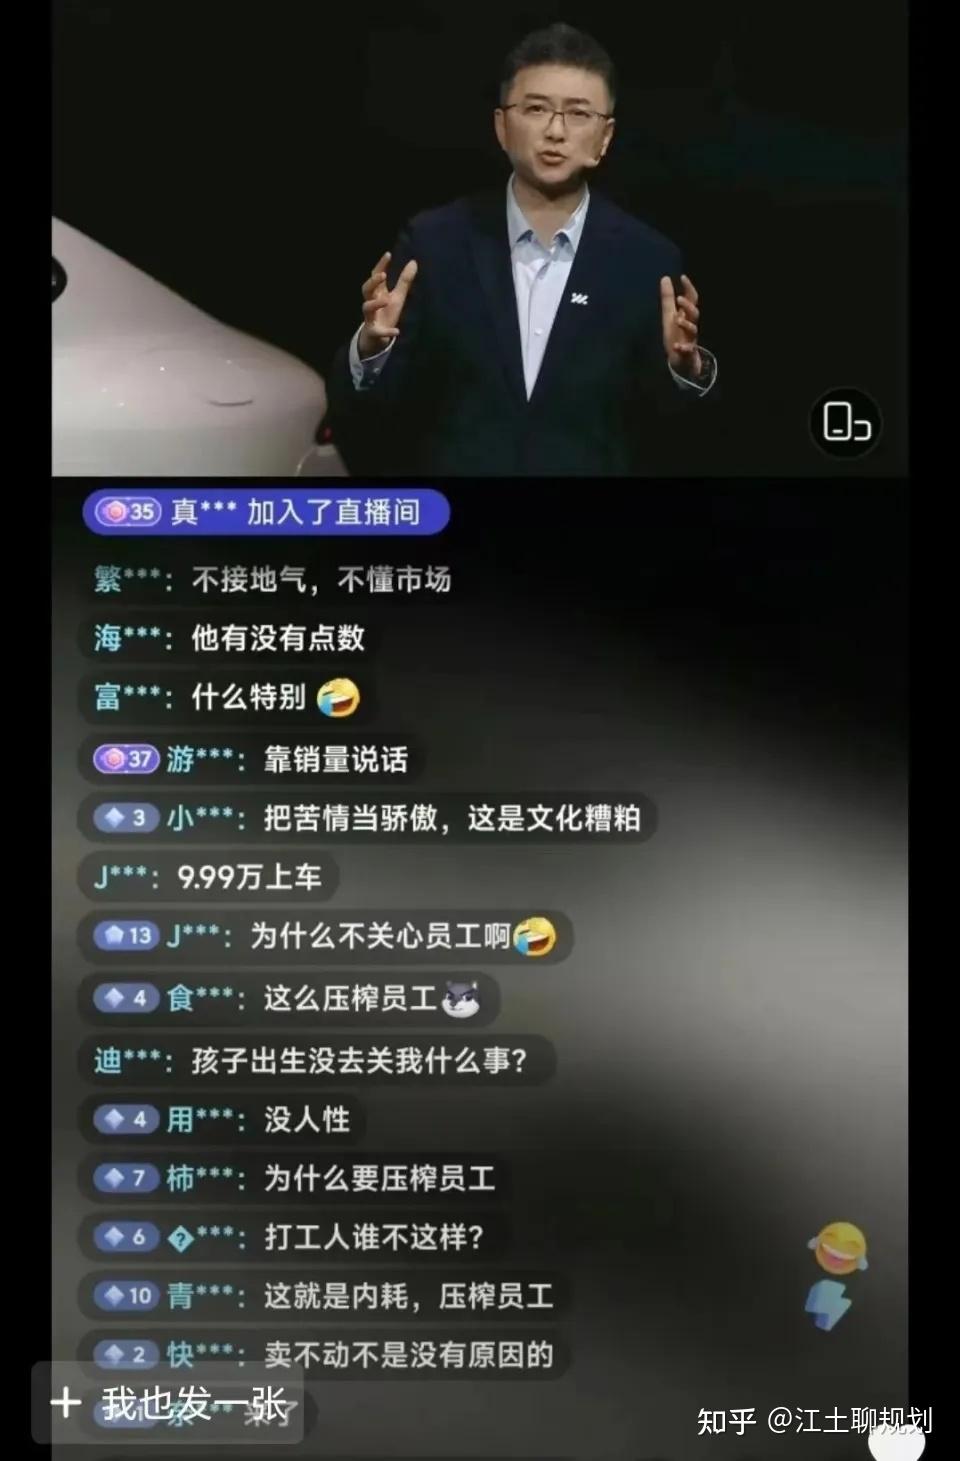 35 真*** 加入了直播间
繁***: 不接地气，不懂市场
海***: 他有没有点数
富***: 什么特别
37 游***: 靠销量说话
3 小***: 把苦情当骄傲，这是文化糟粕
J***: 9.99万上车
13 J***: 为什么不关心员工啊
4 食***: 这么压榨员工
迪***: 孩子出生没去关我什么事?
4 用***: 没人性
7 柿***: 为什么要压榨员工
6 �***: 打工人谁不这样?
10 青***: 这就是内耗，压榨员工
2 快***: 卖不动不是没有原因的
来了
+ 我也发一张
知乎 @江土聊规划